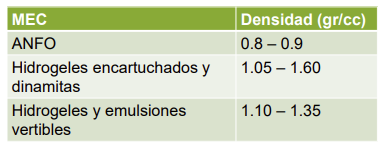 MEC Densidad (gr/cc)
ANFO 0.8 – 0.9
Hidrogeles encartuchados y 1.05 – 1.60
dinamitas
Hidrogeles y emulsiones 1.10 – 1.35
vertibles